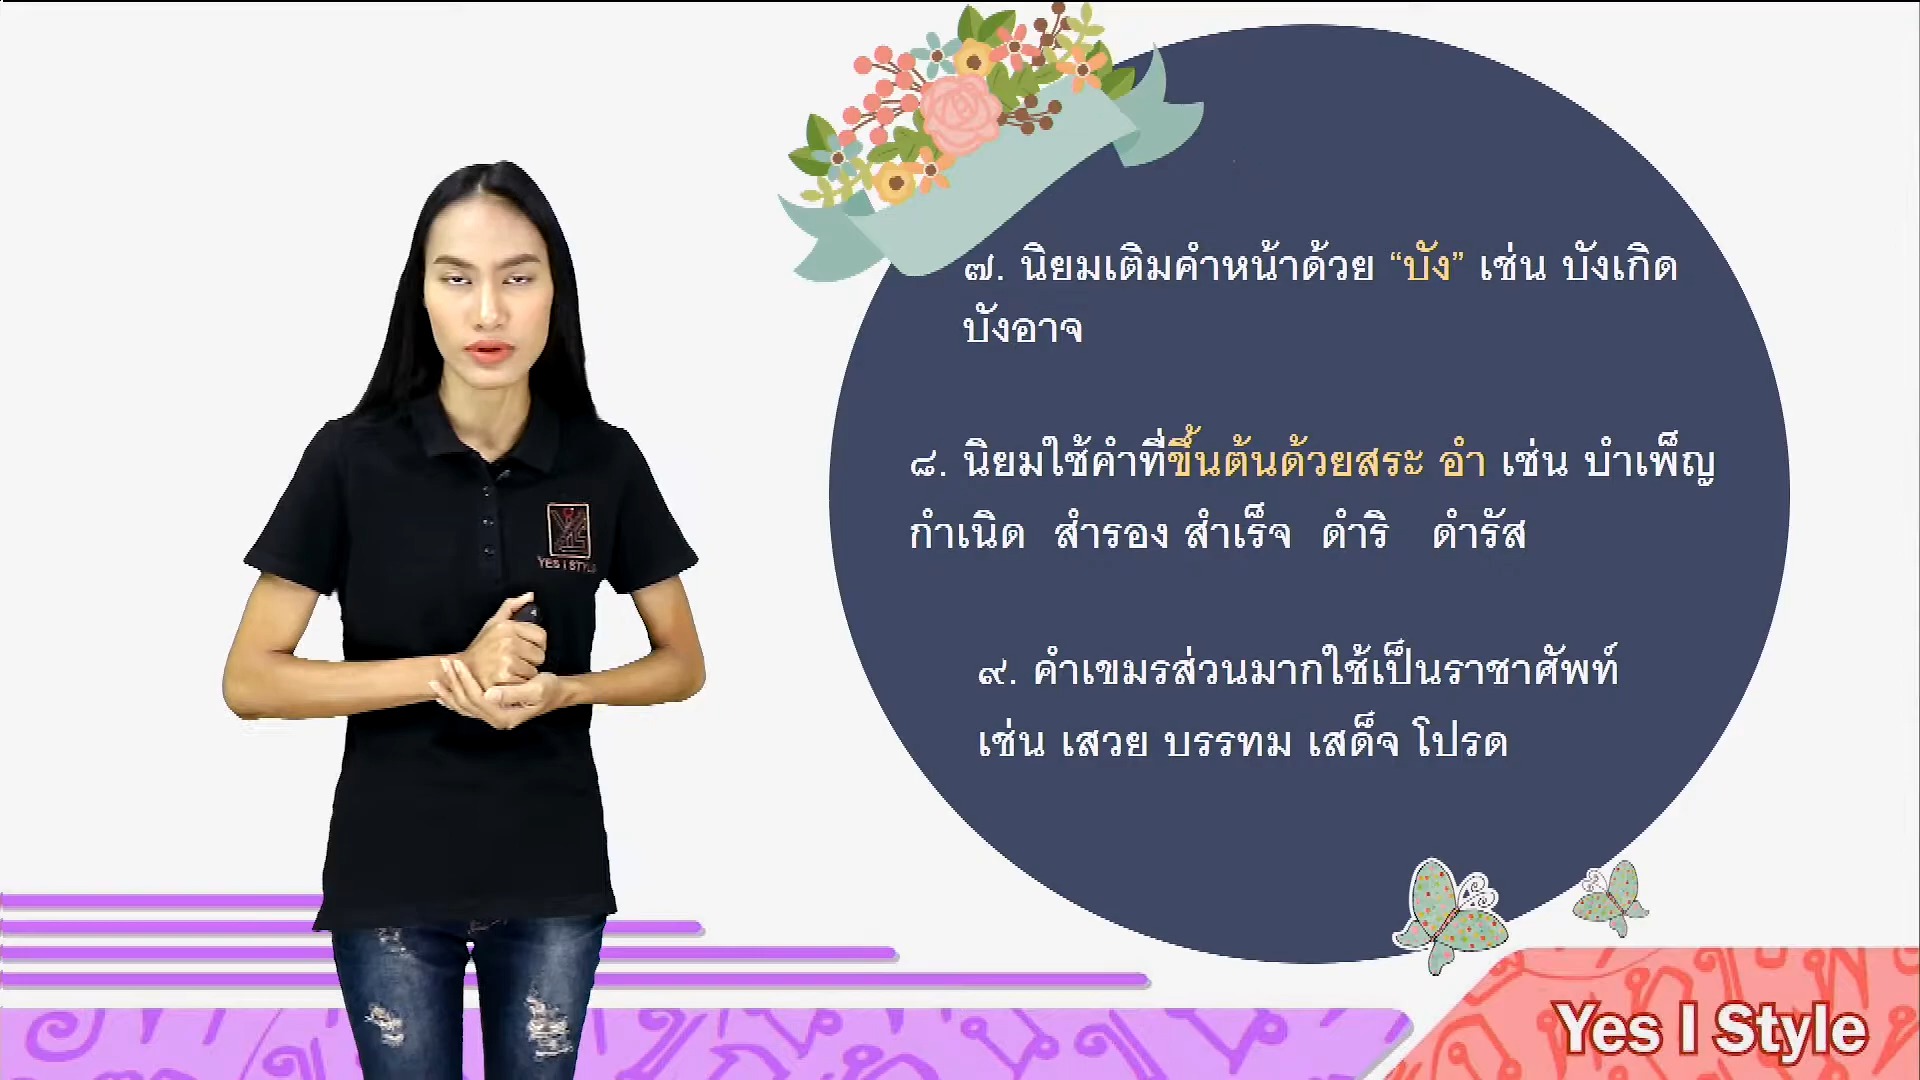 ๗. นิยมเติมคำหน้าด้วย “บัง” เช่น บังเกิด
บังอาจ
๘. นิยมใช้คำที่ขึ้นต้นด้วยสระ อำ เช่น บำเพ็ญ
กำเนิด สำรอง สำเร็จ ดำริ ดำรัส
๙. คำเขมรส่วนมากใช้เป็นราชาศัพท์
เช่น เสวย บรรทม เสด็จ โปรด
YES I STYLE
Yes I Style